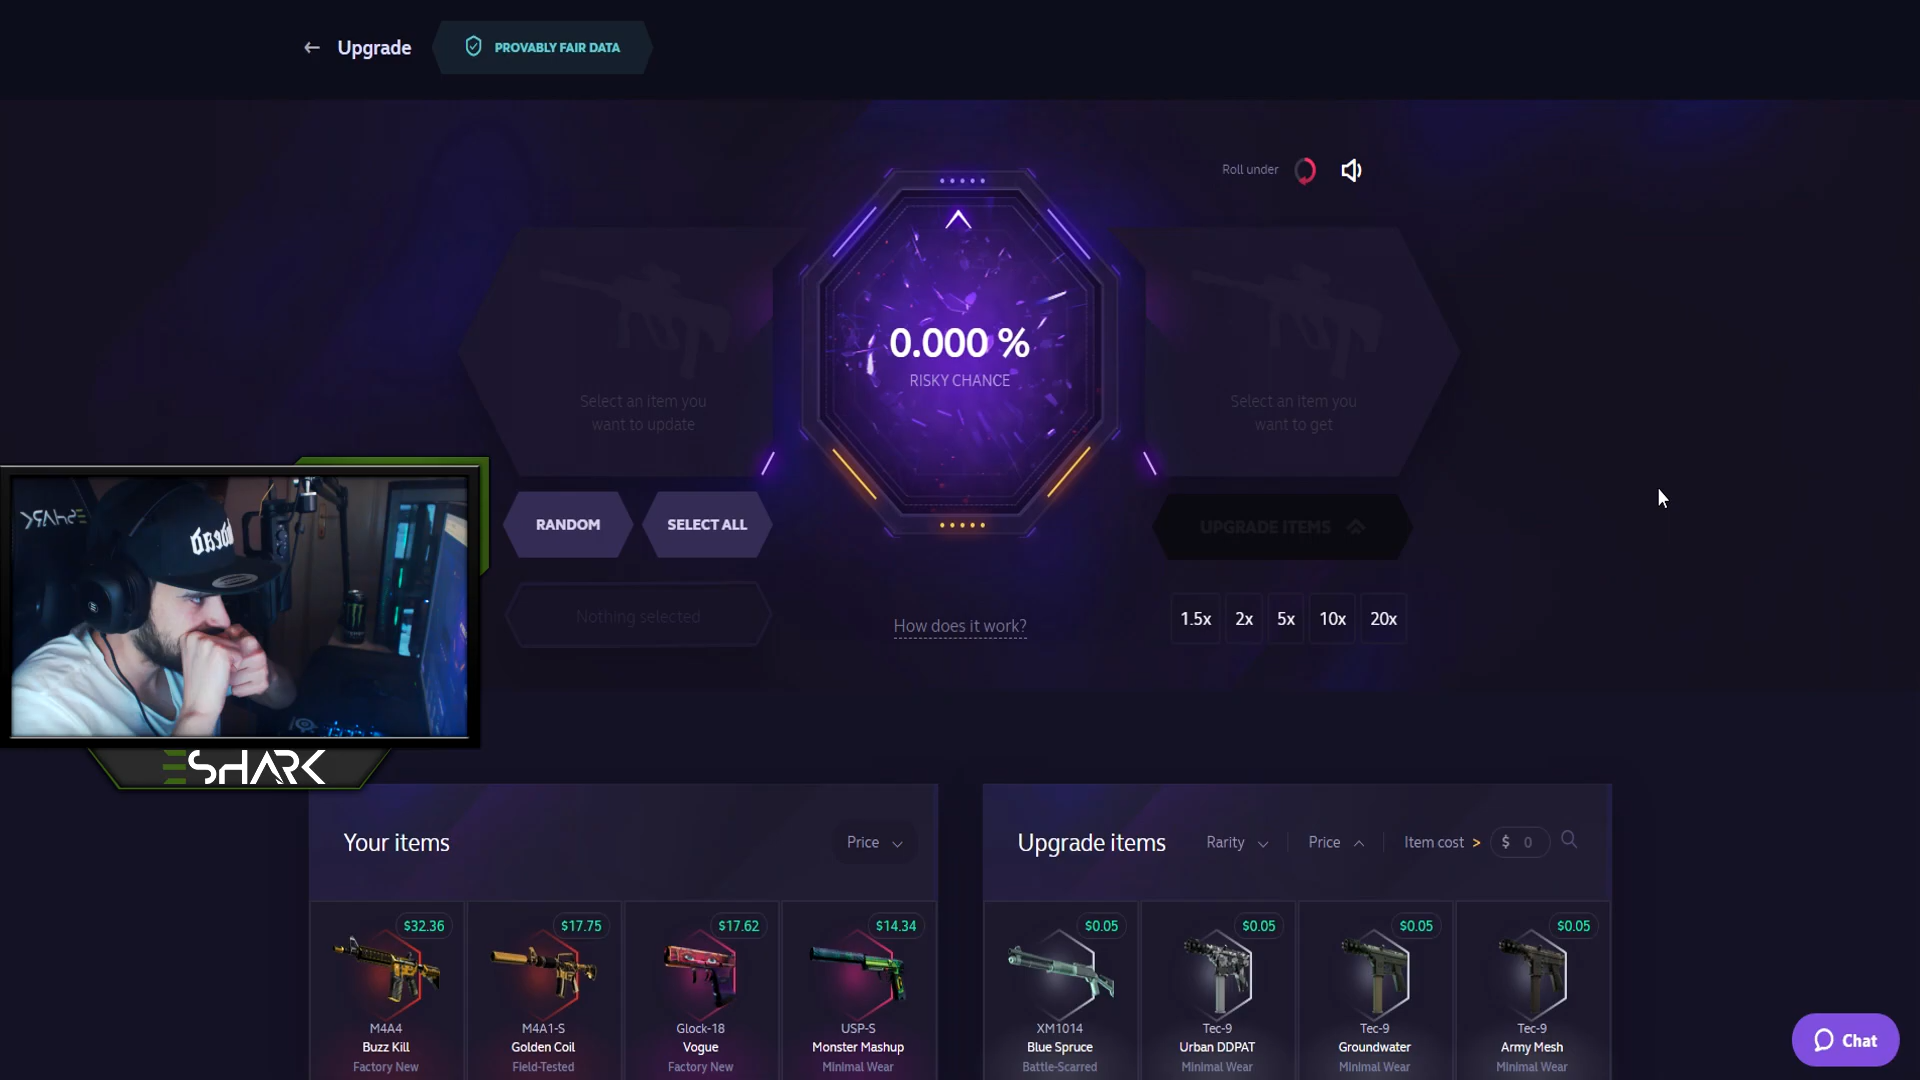 Upgrade
PROVABLY FAIR DATA
Roll under
0.000 %
RISKY CHANCE
Select an item you
want to update
Select an item you
want to get
RANDOM
SELECT ALL
UPGRADE ITEMS
Nothing selected
How does it work?
1.5x
2x
5x
10x
20x
ESHARK
Your items
Price
Upgrade items
Rarity
Price
Item cost >
$ 0
$32.36
M4A4
Buzz Kill
Factory New
$17.75
M4A1-S
Golden Coil
Field-Tested
$17.62
Glock-18
Vogue
Factory New
$14.34
USP-S
Monster Mashup
Minimal Wear
$0.05
XM1014
Blue Spruce
Battle-Scarred
$0.05
Tec-9
Urban DDPAT
Minimal Wear
$0.05
Tec-9
Groundwater
Minimal Wear
$0.05
Tec-9
Army Mesh
Minimal Wear
Chat